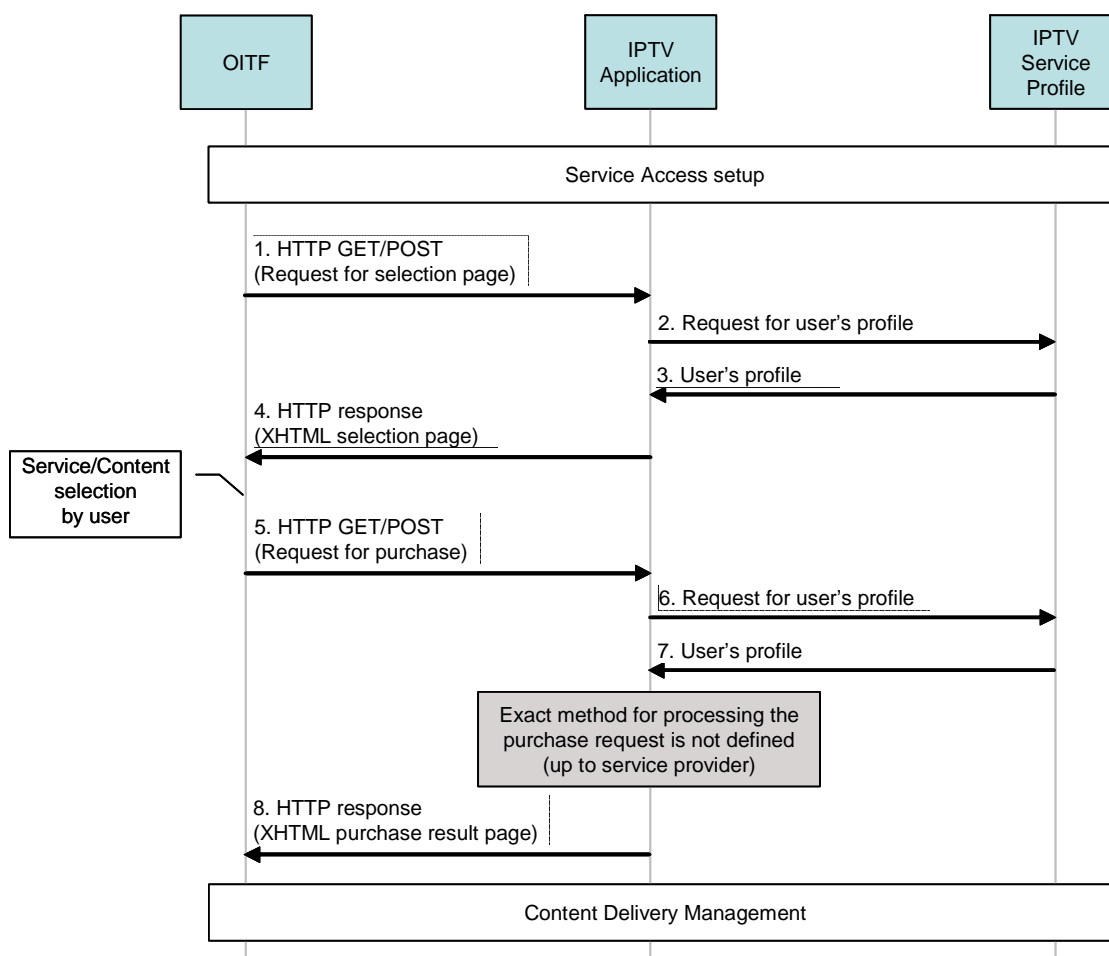 OITF
IPTV
Application
IPTV
Service
Profile
Service Access setup
1. HTTP GET/POST
(Request for selection page)
2. Request for user's profile
3. User's profile
4. HTTP response
(XHTML selection page)
Service/Content
selection
by user
5. HTTP GET/POST
(Request for purchase)
6. Request for user's profile
7. User's profile
Exact method for processing the
purchase request is not defined
(up to service provider)
8. HTTP response
(XHTML purchase result page)
Content Delivery Management